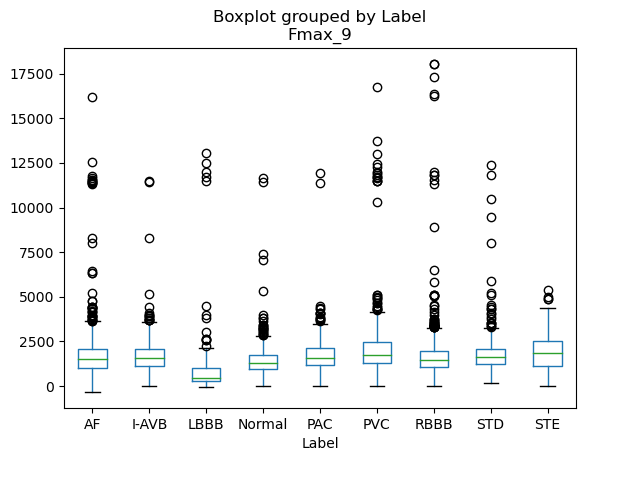 Boxplot grouped by Label
Fmax_9
17500
15000
12500
10000
7500
5000
2500
0
AF I-AVB LBBB Normal PAC PVC RBBB STD STE
Label